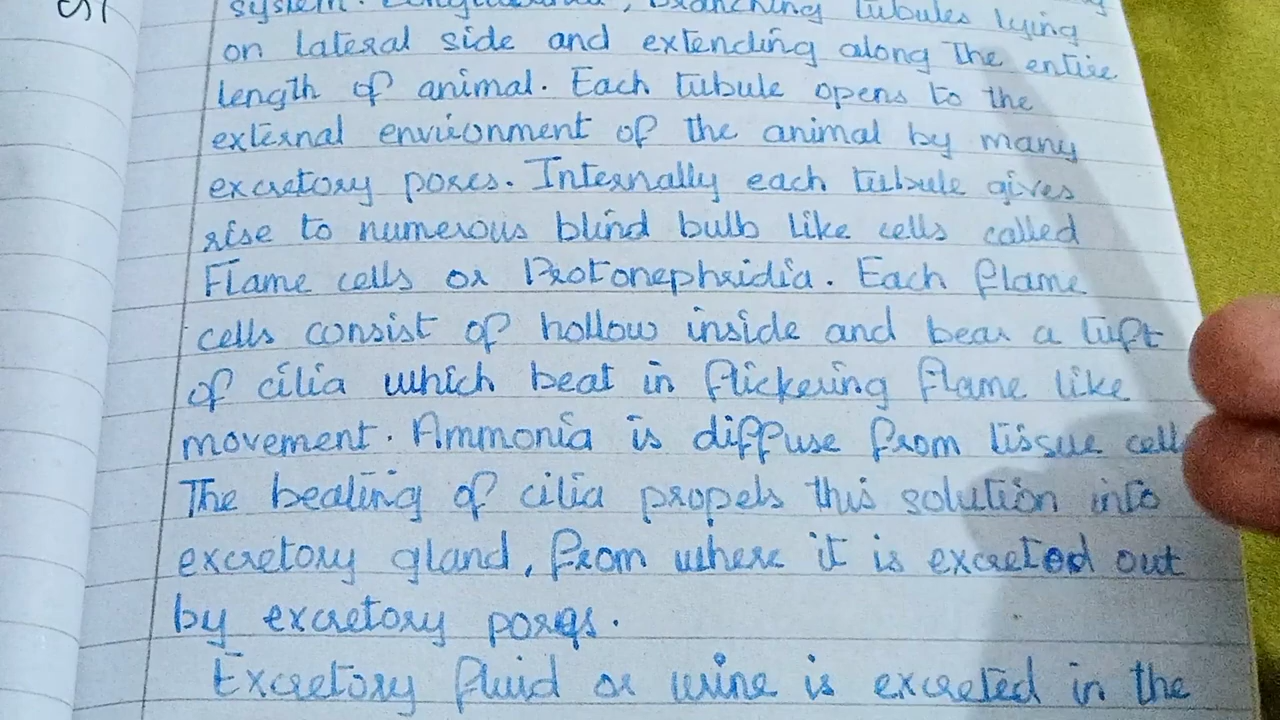 system. , branching tubules lying
on lateral side and extending along the entire
length of animal. Each tubule opens to the
external environment of the animal by many
excretory pores. Internally each tubule gives
rise to numerous blind bulb like cells called
Flame cells or Protonephridia. Each flame
cells consist of hollow inside and bear a tuft
of cilia which beat in flickering flame like
movement. Ammonia is diffuse from tissue cell
The beating of cilia propels this solution into
excretory gland, from where it is excreted out
by excretory pores.
Excretory fluid or urine is excreted in the